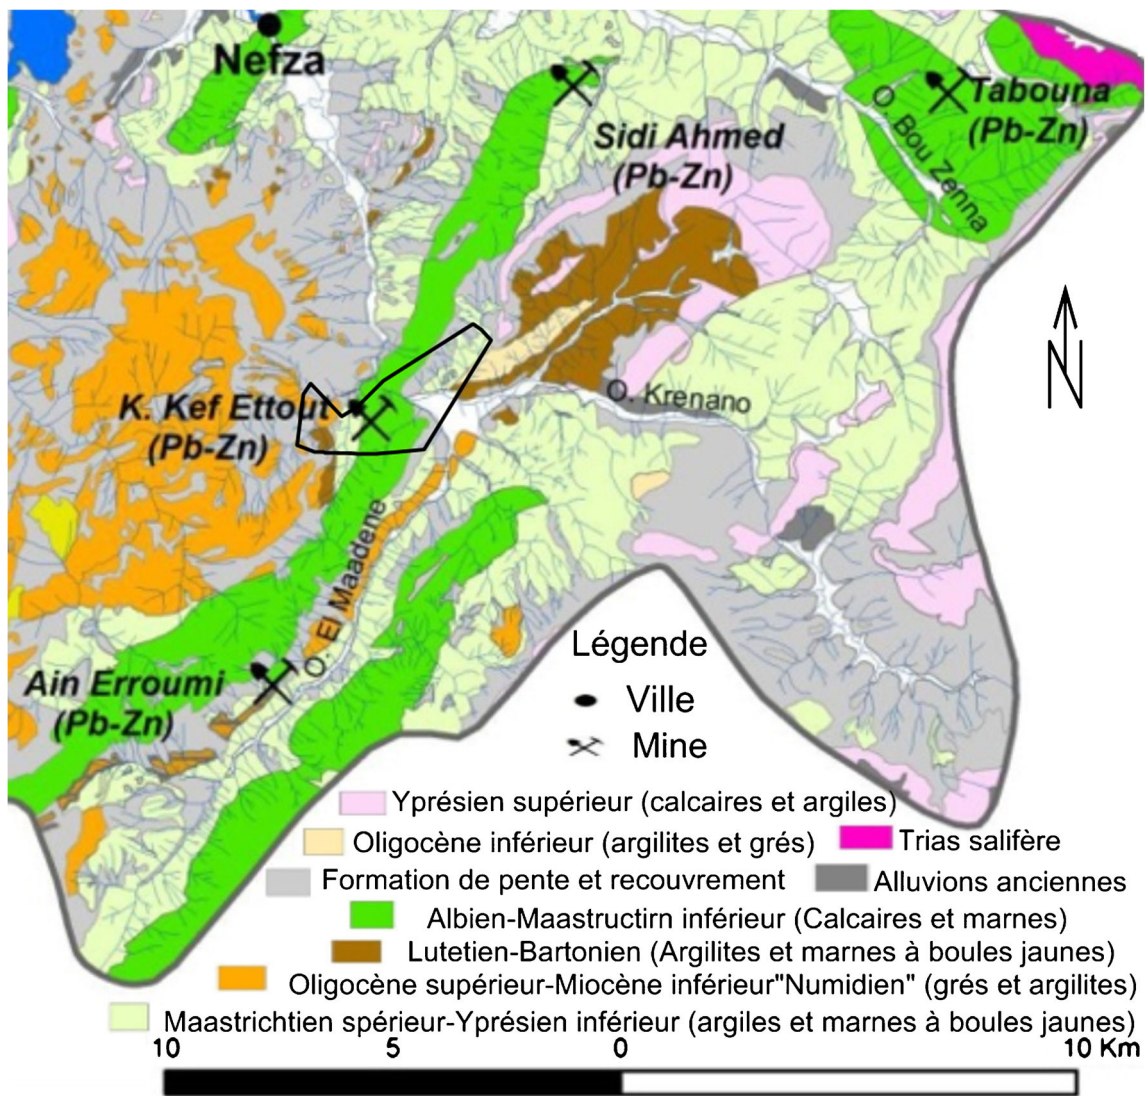 Nefza
Tabouna
(Pb-Zn)
O. Bou Zenna
Sidi Ahmed
(Pb-Zn)
N
O. Krenano
K. Kef Ettout
(Pb-Zn)
O. El Maadene
Ain Erroumi
(Pb-Zn)
Légende
Ville
Mine
Yprésien supérieur (calcaires et argiles)
Oligocène inférieur (argilites et grés)
Trias salifère
Formation de pente et recouvrement
Alluvions anciennes
Albien-Maastructirn inférieur (Calcaires et marnes)
Lutetien-Bartonien (Argilites et marnes à boules jaunes)
Oligocène supérieur-Miocène inférieur"Numidien" (grés et argilites)
Maastrichtien spérieur-Yprésien inférieur (argiles et marnes à boules jaunes)
10 5 0 10 Km